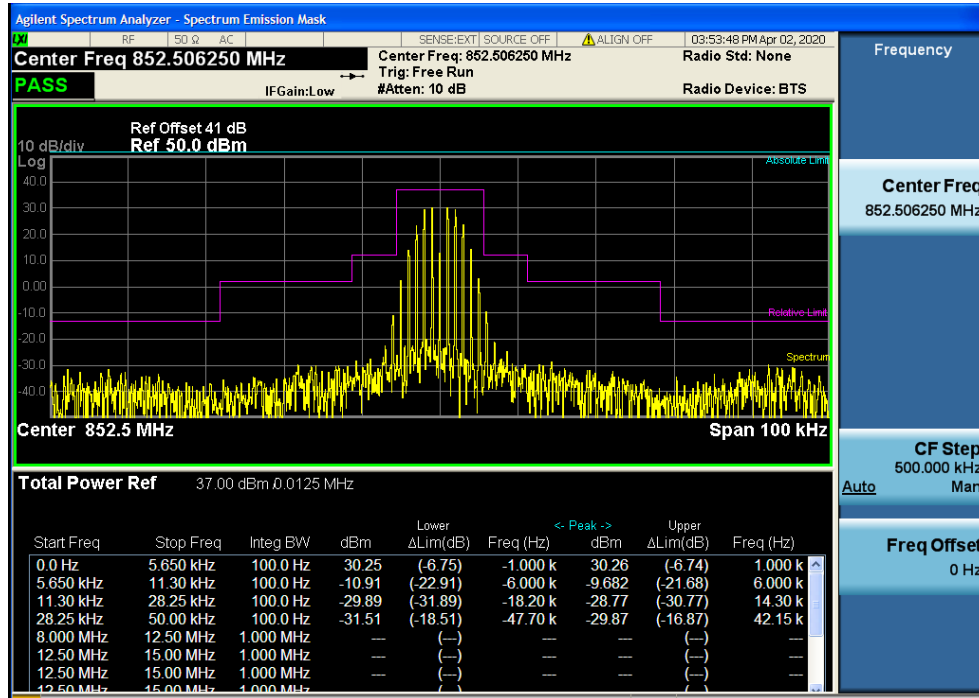 Agilent Spectrum Analyzer - Spectrum Emission Mask
LXI RF 50 Ω AC SENSE:EXT SOURCE OFF ALIGN OFF 03:53:48 PM Apr 02, 2020
Center Freq 852.506250 MHz
Center Freq: 852.506250 MHz
Radio Std: None
Trig: Free Run
PASS
IFGain:Low
#Atten: 10 dB
Radio Device: BTS
Frequency
Ref Offset 41 dB
10 dB/div Ref 50.0 dBm
Log
Absolute Limit
40.0
30.0
20.0
10.0
0.00
-10.0
Relative Limit
-20.0
-30.0
Spectrum
-40.0
Center 852.5 MHz
Span 100 kHz
Center Freq
852.506250 MHz
CF Step
500.000 kHz
Auto Man
Freq Offset
0 Hz
Total Power Ref 37.00 dBm / 0.0125 MHz
Lower <- Peak -> Upper
Start Freq Stop Freq Integ BW dBm ΔLim(dB) Freq (Hz) dBm ΔLim(dB) Freq (Hz)
0.0 Hz 5.650 kHz 100.0 Hz 30.25 (-6.75) -1.000 k 30.26 (-6.74) 1.000 k
5.650 kHz 11.30 kHz 100.0 Hz -10.91 (-22.91) -6.000 k -9.682 (-21.68) 6.000 k
11.30 kHz 28.25 kHz 100.0 Hz -29.89 (-31.89) -18.20 k -28.77 (-30.77) 14.30 k
28.25 kHz 50.00 kHz 100.0 Hz -31.51 (-18.51) -47.70 k -29.87 (-16.87) 42.15 k
8.000 MHz 12.50 MHz 1.000 MHz --- (---) --- --- (---) ---
12.50 MHz 15.00 MHz 1.000 MHz --- (---) --- --- (---) ---
12.50 MHz 15.00 MHz 1.000 MHz --- (---) --- --- (---) ---
12.50 MHz 15.00 MHz 1.000 MHz